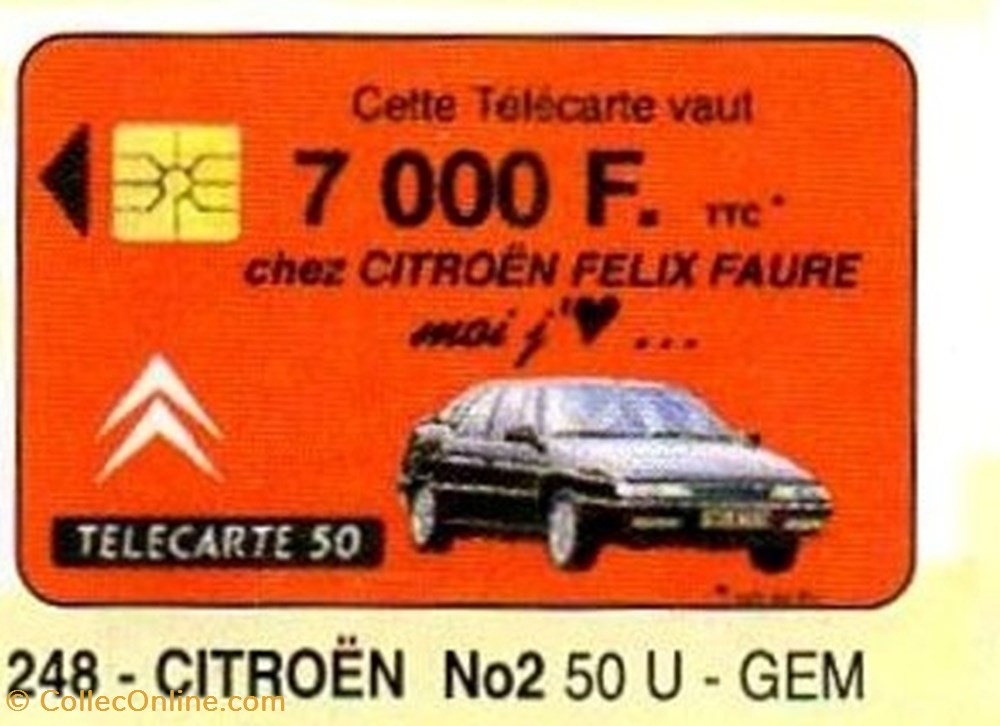 Cette Télécarte vaut
7 000 F. TTC*
chez CITROËN FELIX FAURE
moi j'♥ ...
TELECARTE 50
*
248 - CITROËN No2 50 U - GEM
© CollecOnline.com